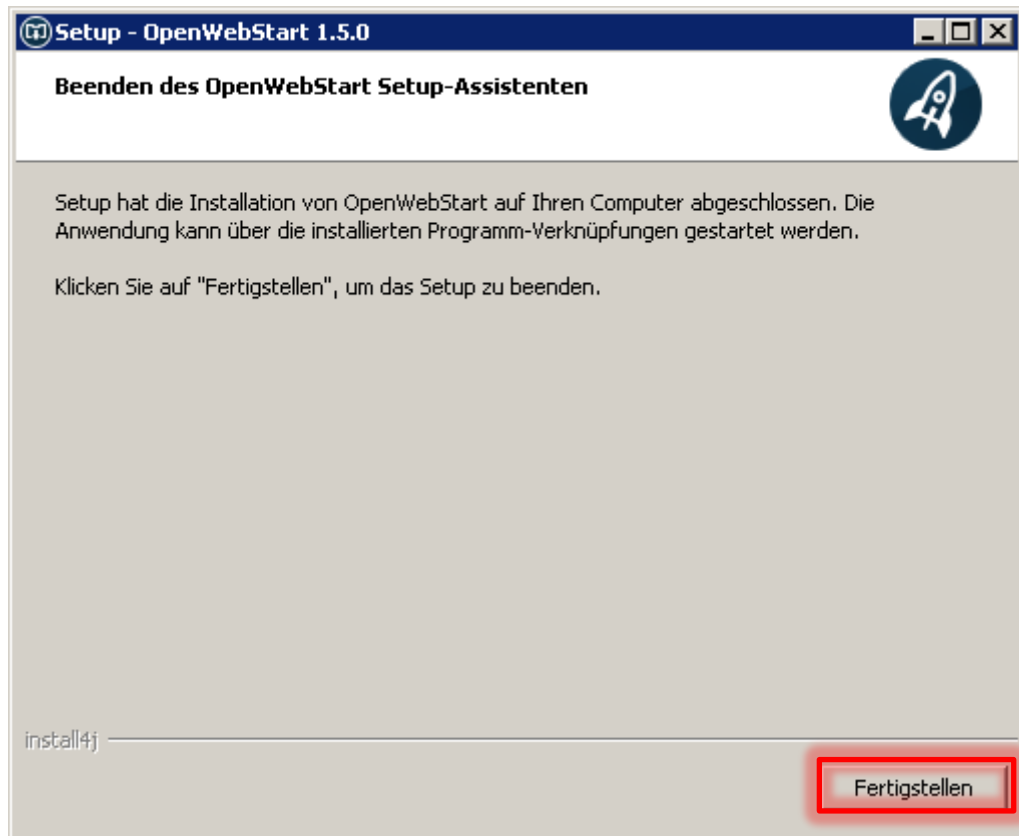 Setup - OpenWebStart 1.5.0
Beenden des OpenWebStart Setup-Assistenten
Setup hat die Installation von OpenWebStart auf Ihren Computer abgeschlossen. Die
Anwendung kann über die installierten Programm-Verknüpfungen gestartet werden.
Klicken Sie auf "Fertigstellen", um das Setup zu beenden.
install4j
Fertigstellen